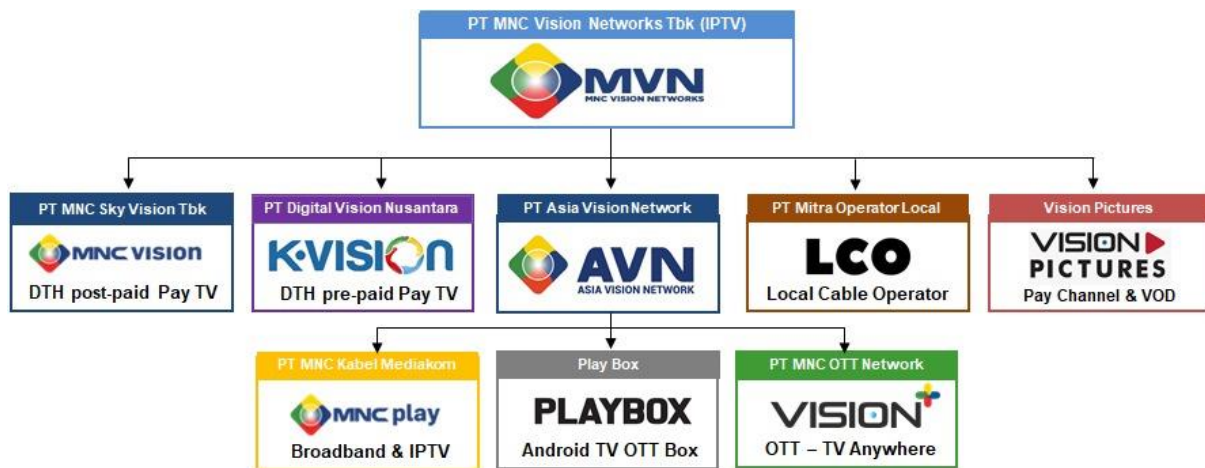 PT MNC Vision Networks Tbk (IPTV)
MVN
MNC VISION NETWORKS
PT MNC Sky Vision Tbk
MNC VISION
DTH post-paid Pay TV
PT Digital Vision Nusantara
K-VISION
DTH pre-paid Pay TV
PT Asia Vision Network
AVN
ASIA VISION NETWORK
PT Mitra Operator Local
LCO
Local Cable Operator
Vision Pictures
VISION
PICTURES
Pay Channel & VOD
PT MNC Kabel Mediakom
MNC play
Broadband & IPTV
Play Box
PLAYBOX
Android TV OTT Box
PT MNC OTT Network
VISION+
OTT – TV Anywhere